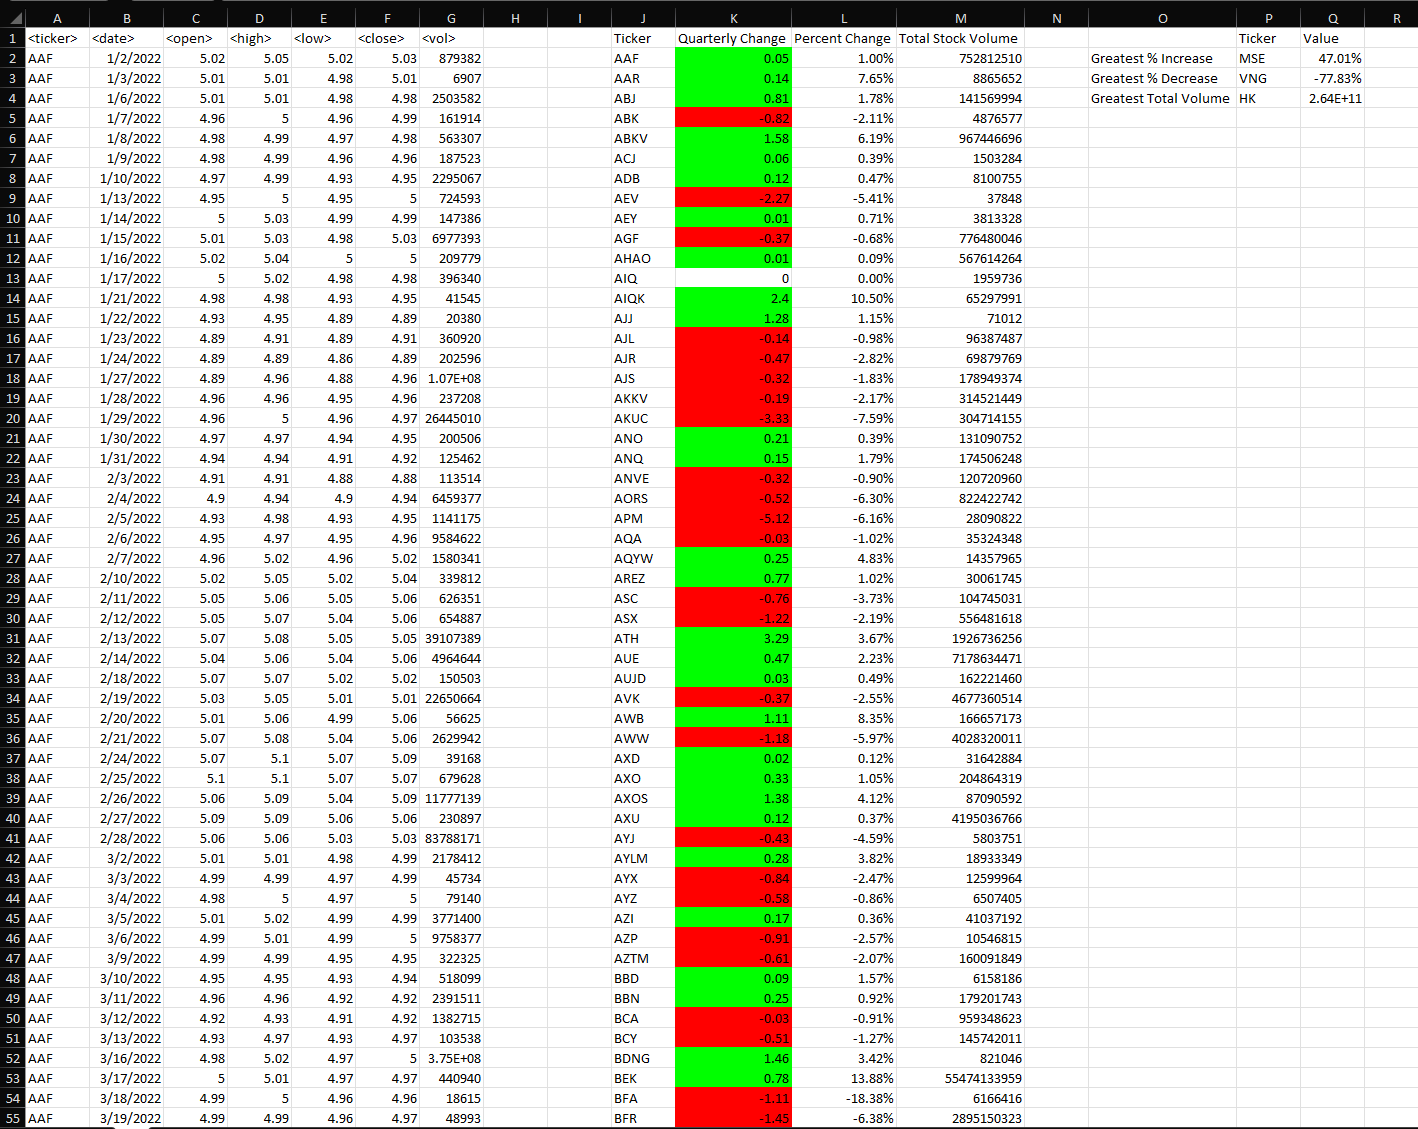 A B C D E F G H I J K L M N O P Q R
1 <ticker> <date> <open> <high> <low> <close> <vol> Ticker Quarterly Change Percent Change Total Stock Volume Ticker Value
2 AAF 1/2/2022 5.02 5.05 5.02 5.03 879382 AAF 0.05 1.00% 752812510 Greatest % Increase MSE 47.01%
3 AAF 1/3/2022 5.01 5.01 4.98 5.01 6907 AAR 0.14 7.65% 8865652 Greatest % Decrease VNG -77.83%
4 AAF 1/6/2022 5.01 5.01 4.98 4.98 2503582 ABJ 0.81 1.78% 141569994 Greatest Total Volume HK 2.64E+11
5 AAF 1/7/2022 4.96 5 4.96 4.99 161914 ABK -0.82 -2.11% 4876577
6 AAF 1/8/2022 4.98 4.99 4.97 4.98 563307 ABKV 1.58 6.19% 967446696
7 AAF 1/9/2022 4.98 4.99 4.96 4.96 187523 ACJ 0.06 0.39% 1503284
8 AAF 1/10/2022 4.97 4.99 4.93 4.95 2295067 ADB 0.12 0.47% 8100755
9 AAF 1/13/2022 4.95 5 4.95 5 724593 AEV -2.27 -5.41% 37848
10 AAF 1/14/2022 5 5.03 4.99 4.99 147386 AEY 0.01 0.71% 3813328
11 AAF 1/15/2022 5.01 5.03 4.98 5.03 6977393 AGF -0.37 -0.68% 776480046
12 AAF 1/16/2022 5.02 5.04 5 5 209779 AHAO 0.01 0.09% 567614264
13 AAF 1/17/2022 5 5.02 4.98 4.98 396340 AIQ 0 0.00% 1959736
14 AAF 1/21/2022 4.98 4.98 4.93 4.95 41545 AIQK 2.4 10.50% 65297991
15 AAF 1/22/2022 4.93 4.95 4.89 4.89 20380 AJJ 1.28 1.15% 71012
16 AAF 1/23/2022 4.89 4.91 4.89 4.91 360920 AJL -0.14 -0.98% 96387487
17 AAF 1/24/2022 4.89 4.89 4.86 4.89 202596 AJR -0.47 -2.82% 69879769
18 AAF 1/27/2022 4.89 4.96 4.88 4.96 1.07E+08 AJS -0.32 -1.83% 178949374
19 AAF 1/28/2022 4.96 4.96 4.95 4.96 237208 AKKV -0.19 -2.17% 314521449
20 AAF 1/29/2022 4.96 5 4.96 4.97 26445010 AKUC -3.33 -7.59% 304714155
21 AAF 1/30/2022 4.97 4.97 4.94 4.95 200506 ANO 0.21 0.39% 131090752
22 AAF 1/31/2022 4.94 4.94 4.91 4.92 125462 ANQ 0.15 1.79% 174506248
23 AAF 2/3/2022 4.91 4.91 4.88 4.88 113514 ANVE -0.32 -0.90% 120720960
24 AAF 2/4/2022 4.9 4.94 4.9 4.94 6459377 AORS -0.52 -6.30% 822422742
25 AAF 2/5/2022 4.93 4.98 4.93 4.95 1141175 APM -5.12 -6.16% 28090822
26 AAF 2/6/2022 4.95 4.97 4.95 4.96 9584622 AQA -0.03 -1.02% 35324348
27 AAF 2/7/2022 4.96 5.02 4.96 5.02 1580341 AQYW 0.25 4.83% 14357965
28 AAF 2/10/2022 5.02 5.05 5.02 5.04 339812 AREZ 0.77 1.02% 30061745
29 AAF 2/11/2022 5.05 5.06 5.05 5.06 626351 ASC -0.76 -3.73% 104745031
30 AAF 2/12/2022 5.05 5.07 5.04 5.06 654887 ASX -1.22 -2.19% 556481618
31 AAF 2/13/2022 5.07 5.08 5.05 5.05 39107389 ATH 3.29 3.67% 1926736256
32 AAF 2/14/2022 5.04 5.06 5.04 5.06 4964644 AUE 0.47 2.23% 7178634471
33 AAF 2/18/2022 5.07 5.07 5.02 5.02 150503 AUJD 0.03 0.49% 162221460
34 AAF 2/19/2022 5.03 5.05 5.01 5.01 22650664 AVK -0.37 -2.55% 4677360514
35 AAF 2/20/2022 5.01 5.06 4.99 5.06 56625 AWB 1.11 8.35% 166657173
36 AAF 2/21/2022 5.07 5.08 5.04 5.06 2629942 AWW -1.18 -5.97% 4028320011
37 AAF 2/24/2022 5.07 5.1 5.07 5.09 39168 AXD 0.02 0.12% 31642884
38 AAF 2/25/2022 5.1 5.1 5.07 5.07 679628 AXO 0.33 1.05% 204864319
39 AAF 2/26/2022 5.06 5.09 5.04 5.09 11777139 AXOS 1.38 4.12% 87090592
40 AAF 2/27/2022 5.09 5.09 5.06 5.06 230897 AXU 0.12 0.37% 4195036766
41 AAF 2/28/2022 5.06 5.06 5.03 5.03 83788171 AYJ -0.43 -4.59% 5803751
42 AAF 3/2/2022 5.01 5.01 4.98 4.99 2178412 AYLM 0.28 3.82% 18933349
43 AAF 3/3/2022 4.99 4.99 4.97 4.99 45734 AYX -0.84 -2.47% 12599964
44 AAF 3/4/2022 4.98 5 4.97 5 79140 AYZ -0.58 -0.86% 6507405
45 AAF 3/5/2022 5.01 5.02 4.99 4.99 3771400 AZI 0.17 0.36% 41037192
46 AAF 3/6/2022 4.99 5.01 4.99 5 9758377 AZP -0.91 -2.57% 10546815
47 AAF 3/9/2022 4.99 4.99 4.95 4.95 322325 AZTM -0.61 -2.07% 160091849
48 AAF 3/10/2022 4.95 4.95 4.93 4.94 518099 BBD 0.09 1.57% 6158186
49 AAF 3/11/2022 4.96 4.96 4.92 4.92 2391511 BBN 0.25 0.92% 179201743
50 AAF 3/12/2022 4.92 4.93 4.91 4.92 1382715 BCA -0.03 -0.91% 959348623
51 AAF 3/13/2022 4.93 4.97 4.93 4.97 103538 BCY -0.51 -1.27% 145742011
52 AAF 3/16/2022 4.98 5.02 4.97 5 3.75E+08 BDNG 1.46 3.42% 821046
53 AAF 3/17/2022 5 5.01 4.97 4.97 440940 BEK 0.78 13.88% 55474133959
54 AAF 3/18/2022 4.99 5 4.96 4.96 18615 BFA -1.11 -18.38% 6166416
55 AAF 3/19/2022 4.99 4.99 4.96 4.97 48993 BFR -1.45 -6.38% 2895150323